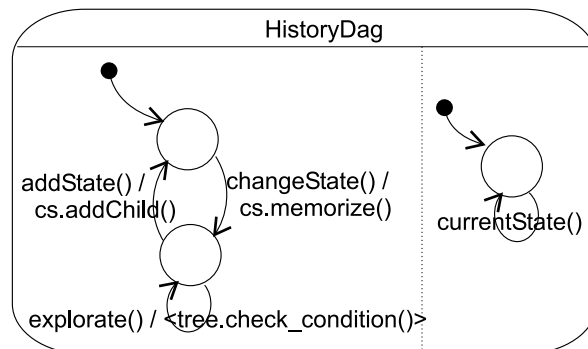 HistoryDag
addState() /
cs.addChild()
changeState() /
cs.memorize()
explorate() / <tree.check_condition()>
currentState()